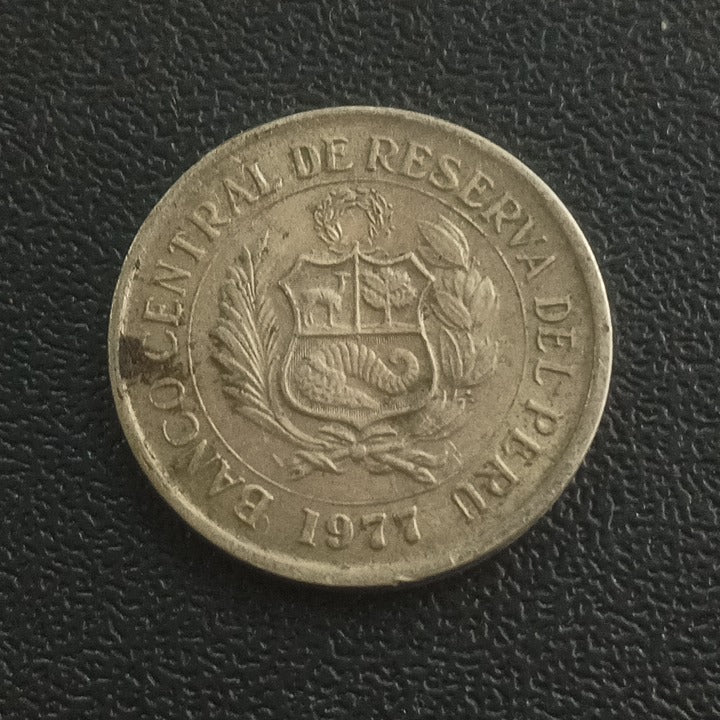 BANCO CENTRAL DE RESERVA DEL PERU
1977